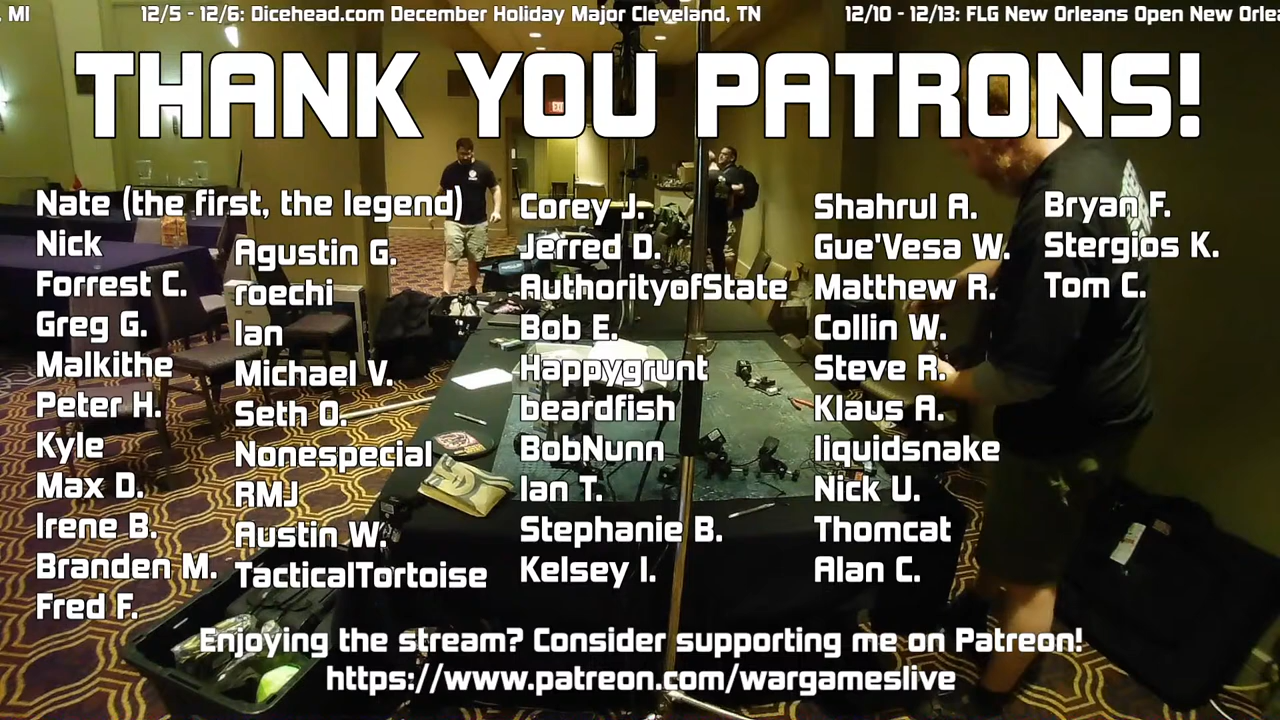 , MI
12/5 - 12/6: Dicehead.com December Holiday Major Cleveland, TN
12/10 - 12/13: FLG New Orleans Open New Orlea
THANK YOU PATRONS!
Nate (the first, the legend)
Nick
Forrest C.
Greg G.
Malkithe
Peter H.
Kyle
Max D.
Irene B.
Branden M.
Fred F.
Agustin G.
roechi
Ian
Michael V.
Seth O.
Nonespecial
RMJ
Austin W.
TacticalTortoise
Corey J.
Jerred D.
AuthorityofState
Bob E.
Happygrunt
beardfish
BobNunn
Ian T.
Stephanie B.
Kelsey I.
Shahrul A.
Gue'Vesa W.
Matthew R.
Collin W.
Steve R.
Klaus A.
liquidsnake
Nick U.
Thomcat
Alan C.
Bryan F.
Stergios K.
Tom C.
Enjoying the stream? Consider supporting me on Patreon!
https://www.patreon.com/wargameslive